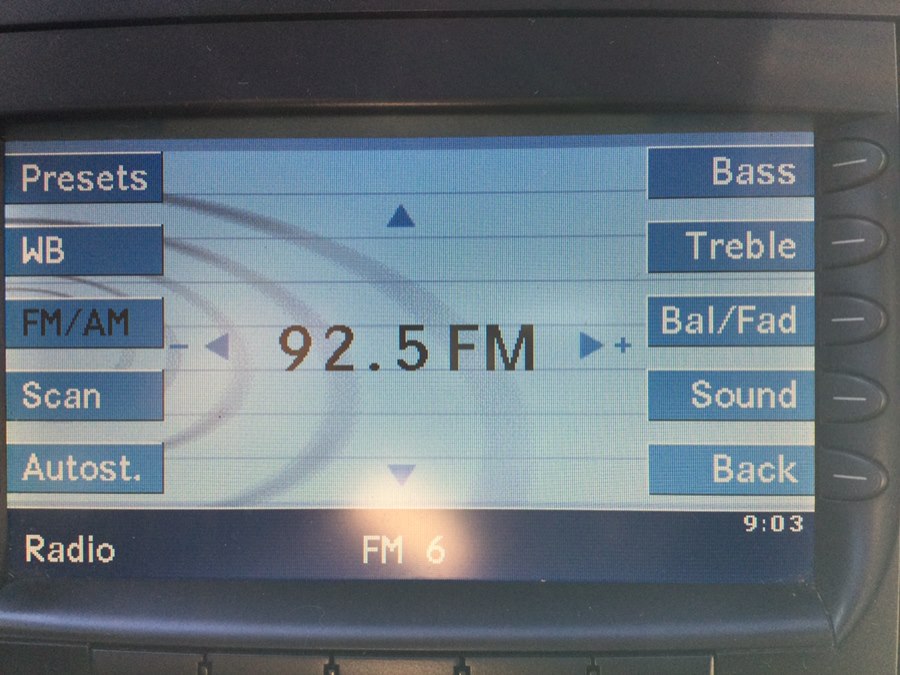 Presets
Bass
WB
Treble
FM/AM
Bal/Fad
- 92.5 FM +
Scan
Sound
Autost.
Back
9:03
Radio
FM 6